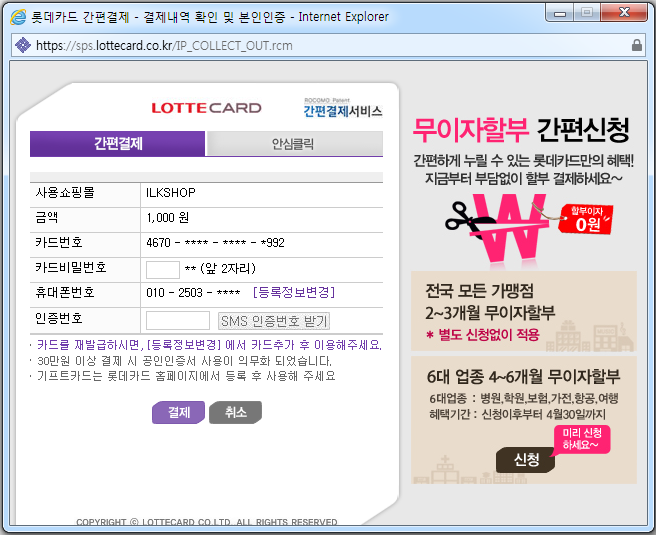 롯데카드 간편결제 - 결제내역 확인 및 본인인증 - Internet Explorer
https://sps.lottecard.co.kr/IP_COLLECT_OUT.rcm
LOTTECARD
ROCOMO Patent
간편결제서비스
간편결제
안심클릭
사용쇼핑몰 ILKSHOP
금액 1,000 원
카드번호 4670 - **** - **** - *992
카드비밀번호 ** (앞 2자리)
휴대폰번호 010 - 2503 - **** [등록정보변경]
인증번호 SMS 인증번호 받기
· 카드를 재발급하시면, [등록정보변경] 에서 카드추가 후 이용해주세요.
· 30만원 이상 결제 시 공인인증서 사용이 의무화 되었습니다.
· 기프트카드는 롯데카드 홈페이지에서 등록 후 사용해 주세요
결제 취소
COPYRIGHT ⓒ LOTTECARD CO.LTD. ALL RIGHTS RESERVED
무이자할부 간편신청
간편하게 누릴 수 있는 롯데카드만의 혜택!
지금부터 부담없이 할부 결제하세요~
₩
할부이자
0원
전국 모든 가맹점
2~3개월 무이자할부
* 별도 신청없이 적용
6대 업종 4~6개월 무이자할부
6대업종 : 병원,학원,보험,가전,항공,여행
혜택기간 : 신청이후부터 4월30일까지
미리 신청
하세요~
신청